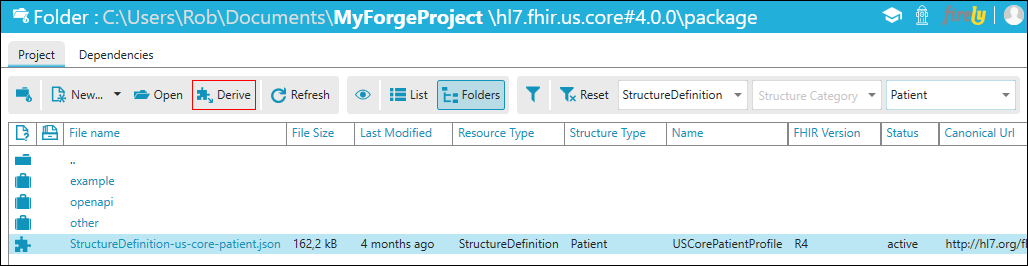 Folder : C:\Users\Rob\Documents\MyForgeProject \hl7.fhir.us.core#4.0.0\package firely
Project Dependencies
New... Open Derive Refresh List Folders Reset StructureDefinition Structure Category Patient
File name File Size Last Modified Resource Type Structure Type Name FHIR Version Status Canonical Url
..
example
openapi
other
StructureDefinition-us-core-patient.json 162,2 kB 4 months ago StructureDefinition Patient USCorePatientProfile R4 active http://hl7.org/fh